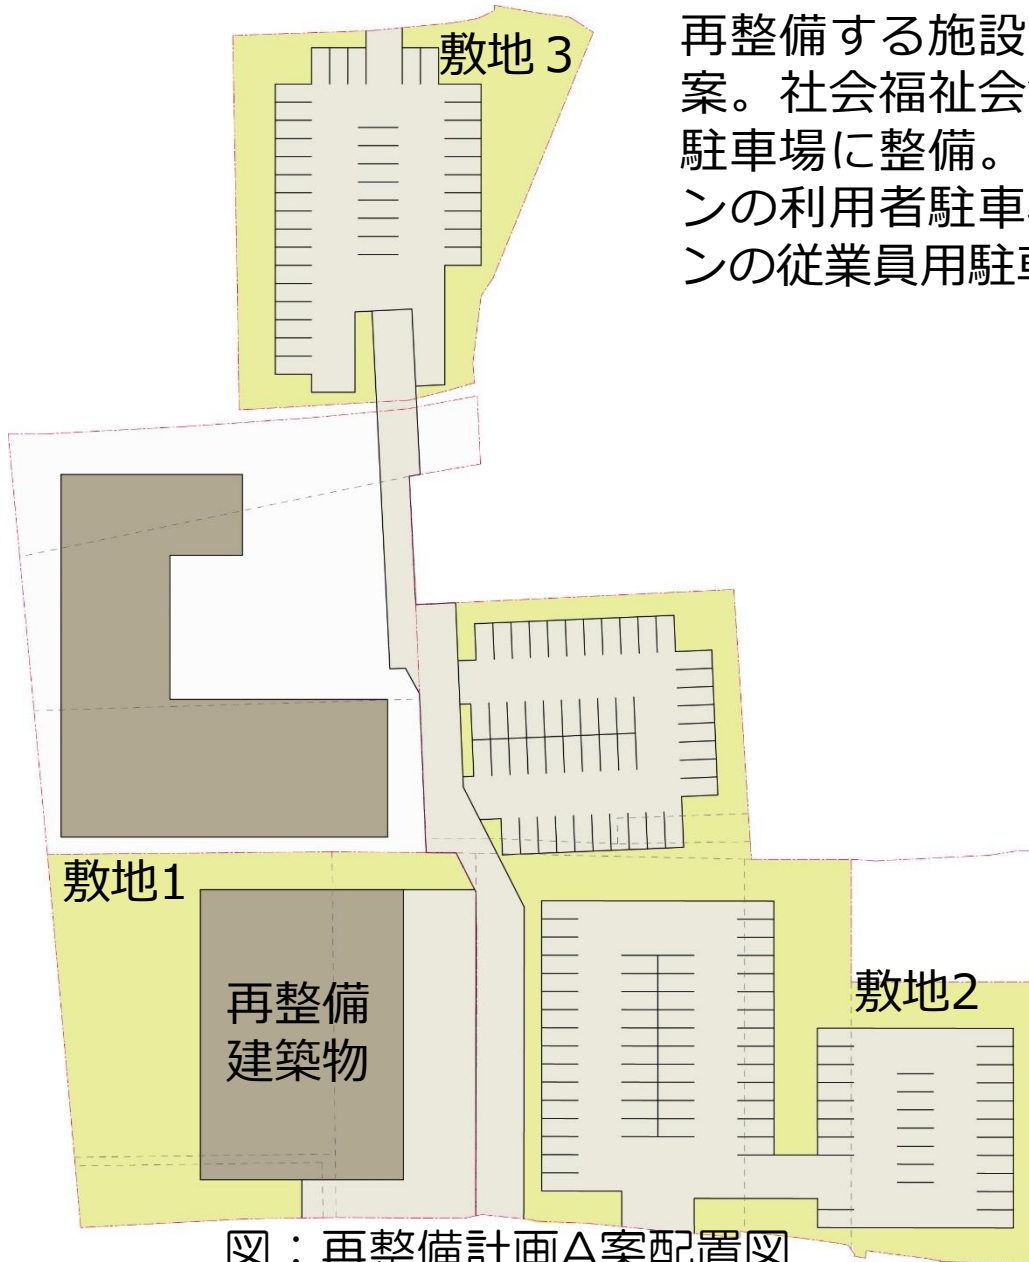 再整備する施設
案。社会福祉会
駐車場に整備。
ンの利用者駐車
ンの従業員用駐車
敷地３
敷地1
再整備
建築物
敷地2
図：再整備計画A案配置図